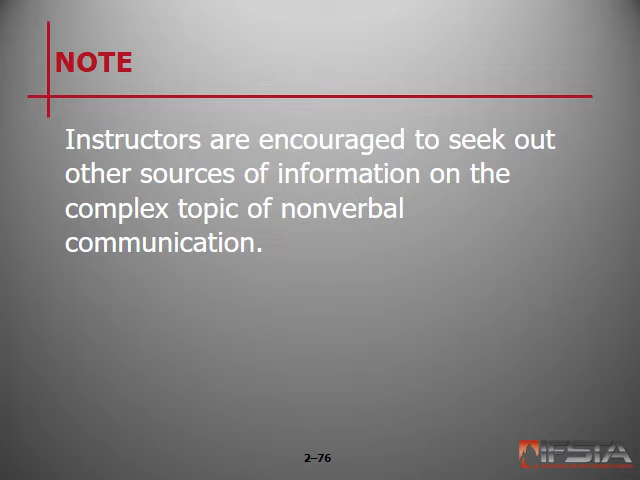 NOTE
Instructors are encouraged to seek out
other sources of information on the
complex topic of nonverbal
communication.
2–76
IFSIA